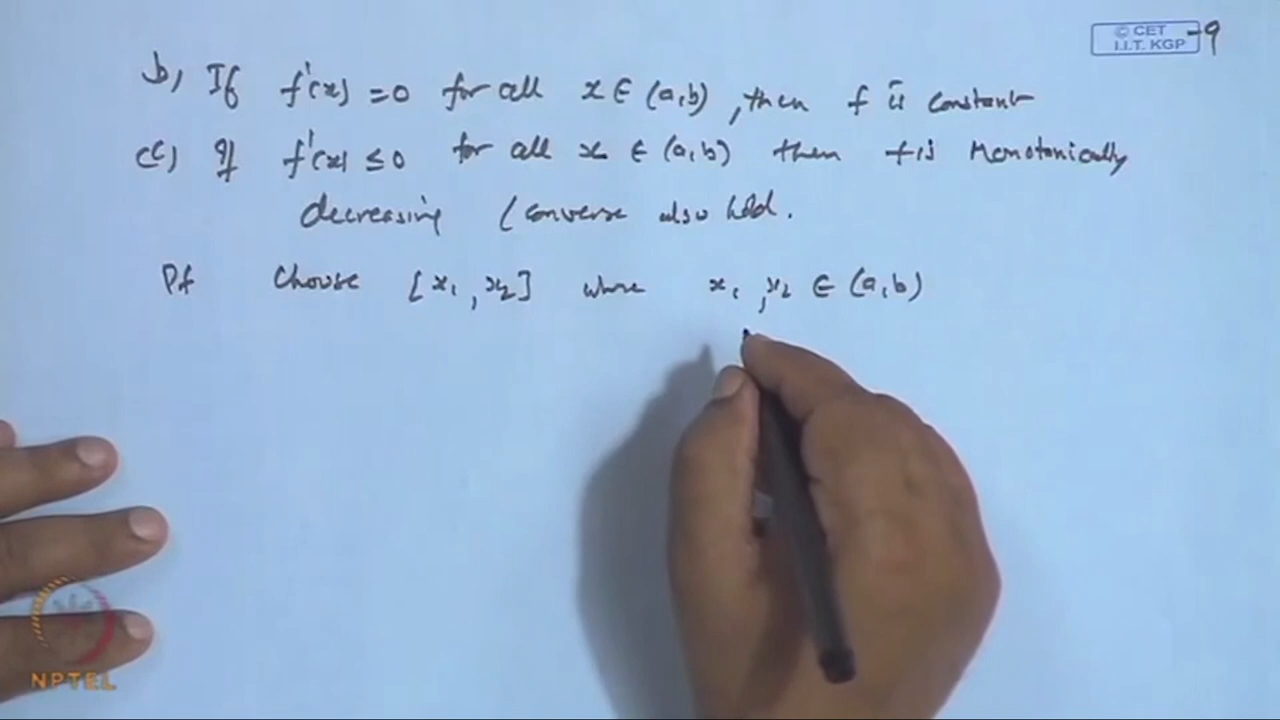 © CET
I.I.T. KGP -9
b) If f'(x) = 0 for all x ∈ (a,b), then f is constant
(c) If f'(x) ≤ 0 for all x ∈ (a,b) then f is Monotonically
decreasing (converse also hold.
Pf Choose [x₁, x₂] where x₁, x₂ ∈ (a,b)
NPTEL